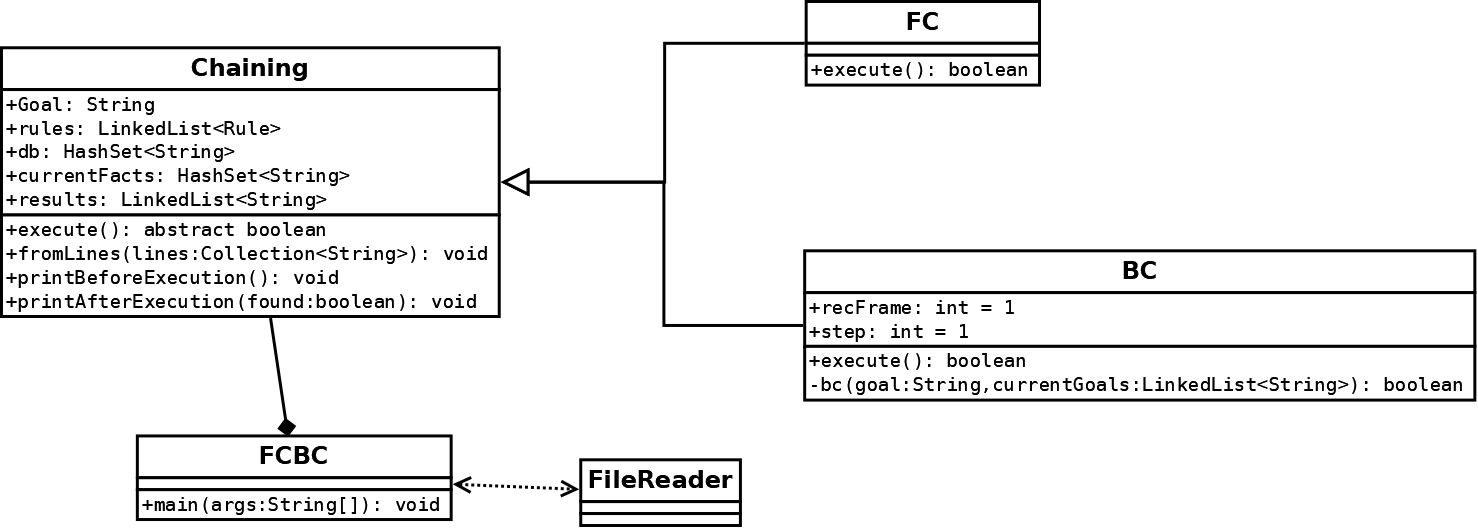 Chaining
+Goal: String
+rules: LinkedList<Rule>
+db: HashSet<String>
+currentFacts: HashSet<String>
+results: LinkedList<String>
+execute(): abstract boolean
+fromLines(lines:Collection<String>): void
+printBeforeExecution(): void
+printAfterExecution(found:boolean): void
FC
+execute(): boolean
BC
+recFrame: int = 1
+step: int = 1
+execute(): boolean
-bc(goal:String,currentGoals:LinkedList<String>): boolean
FCBC
+main(args:String[]): void
FileReader